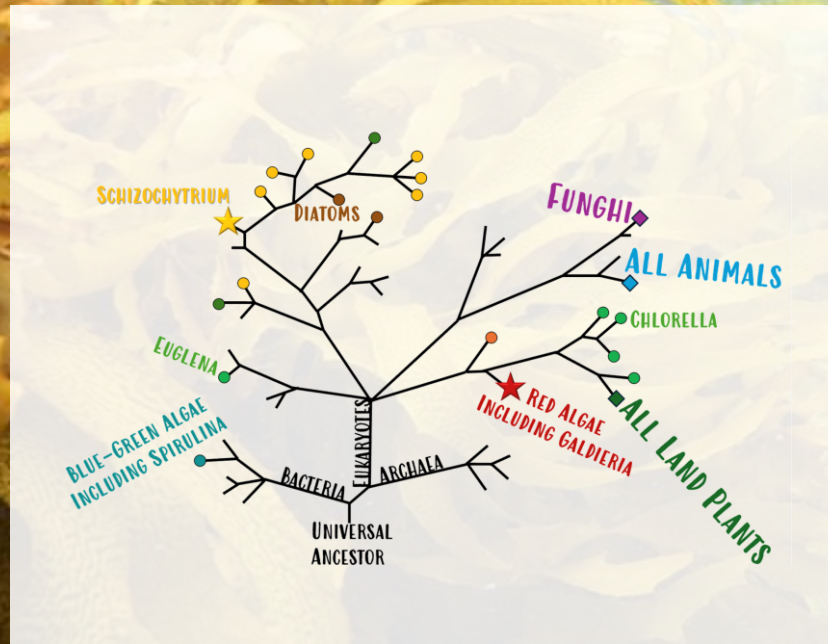 Schizochytrium
Diatoms
Funghi
All Animals
Chlorella
Euglena
Red Algae
Including Galdieria
All Land Plants
Blue-Green Algae
Including Spirulina
Eukaryotes
Bacteria
Archaea
Universal
Ancestor